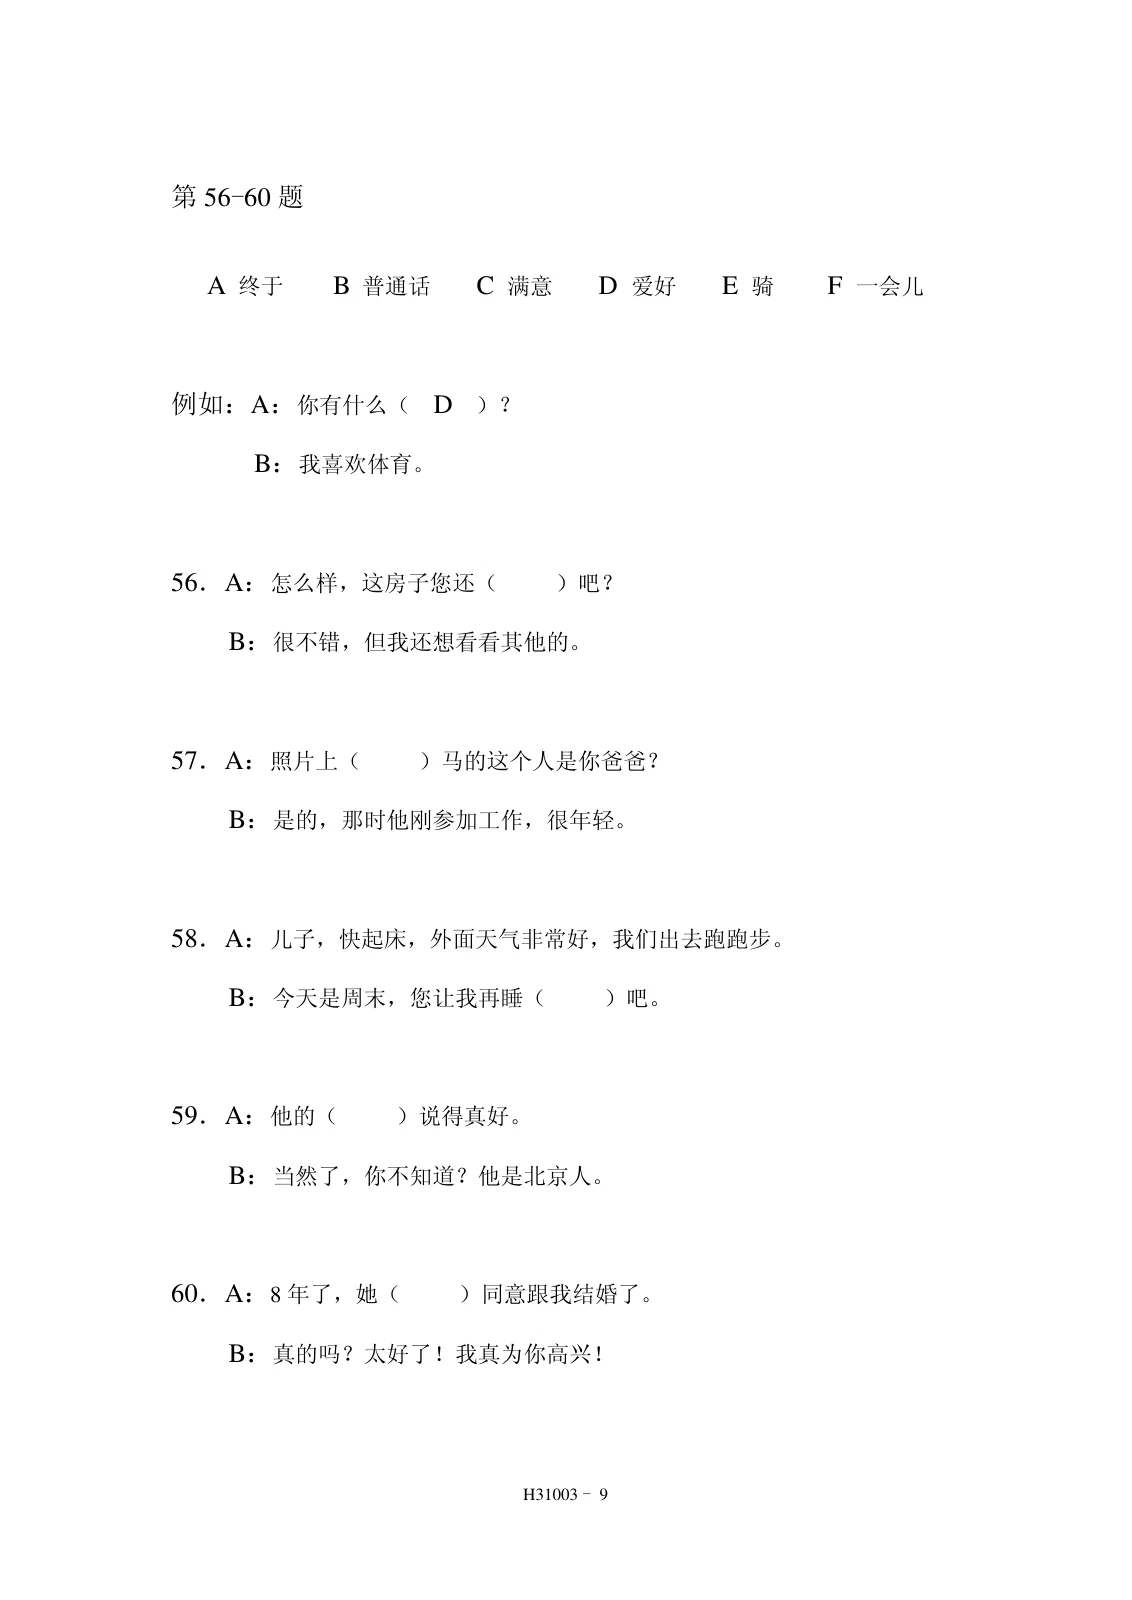 第 56-60 题
A 终于 B 普通话 C 满意 D 爱好 E 骑 F 一会儿
例如：A：你有什么（ D ）？
B：我喜欢体育。
56．A：怎么样，这房子您还（ ）吧？
B：很不错，但我还想看看其他的。
57．A：照片上（ ）马的这个人是你爸爸？
B：是的，那时他刚参加工作，很年轻。
58．A：儿子，快起床，外面天气非常好，我们出去跑跑步。
B：今天是周末，您让我再睡（ ）吧。
59．A：他的（ ）说得真好。
B：当然了，你不知道？他是北京人。
60．A：8 年了，她（ ）同意跟我结婚了。
B：真的吗？太好了！我真为你高兴！
H31003 - 9